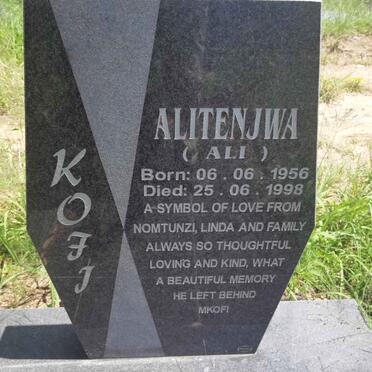 KOFI
ALITENJWA
( ALI )
Born: 06 . 06 . 1956
Died: 25 . 06 . 1998
A SYMBOL OF LOVE FROM
NOMTUNZI, LINDA AND FAMILY
ALWAYS SO THOUGHTFUL
LOVING AND KIND, WHAT
A BEAUTIFUL MEMORY
HE LEFT BEHIND
MKOFI